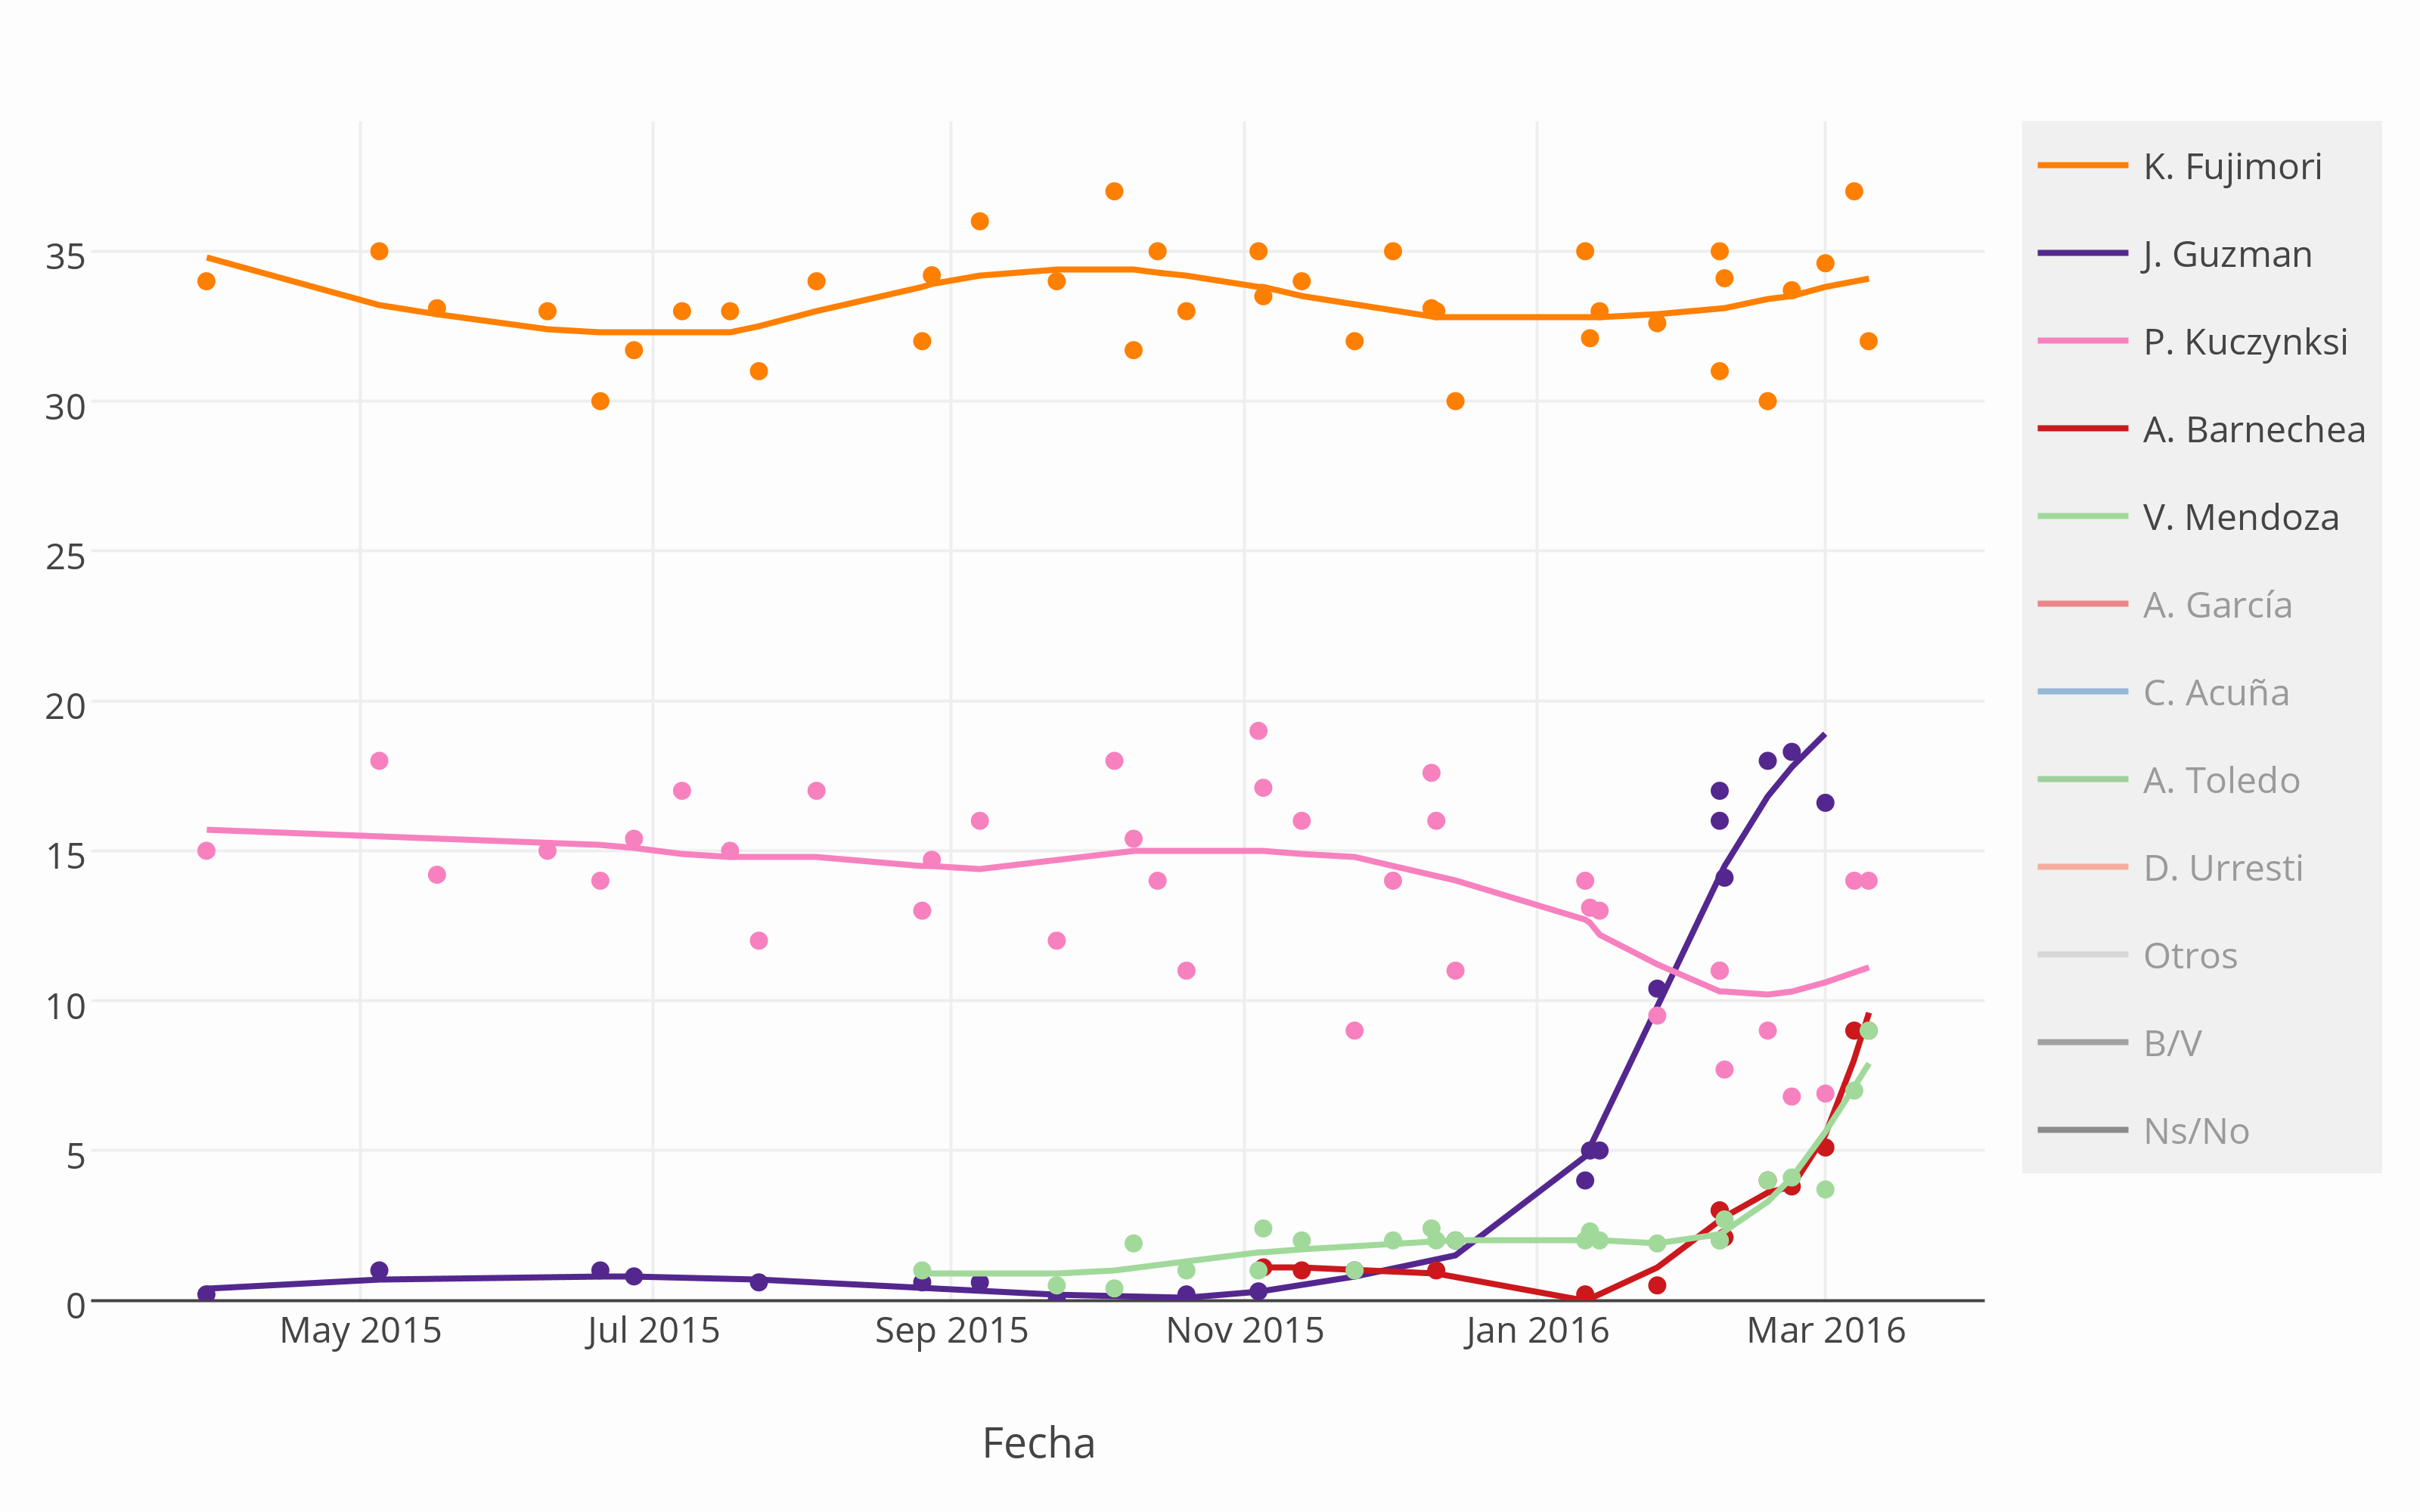 35
30
25
20
15
10
5
0
May 2015
Jul 2015
Sep 2015
Nov 2015
Jan 2016
Mar 2016
Fecha
K. Fujimori
J. Guzman
P. Kuczynksi
A. Barnechea
V. Mendoza
A. García
C. Acuña
A. Toledo
D. Urresti
Otros
B/V
Ns/No